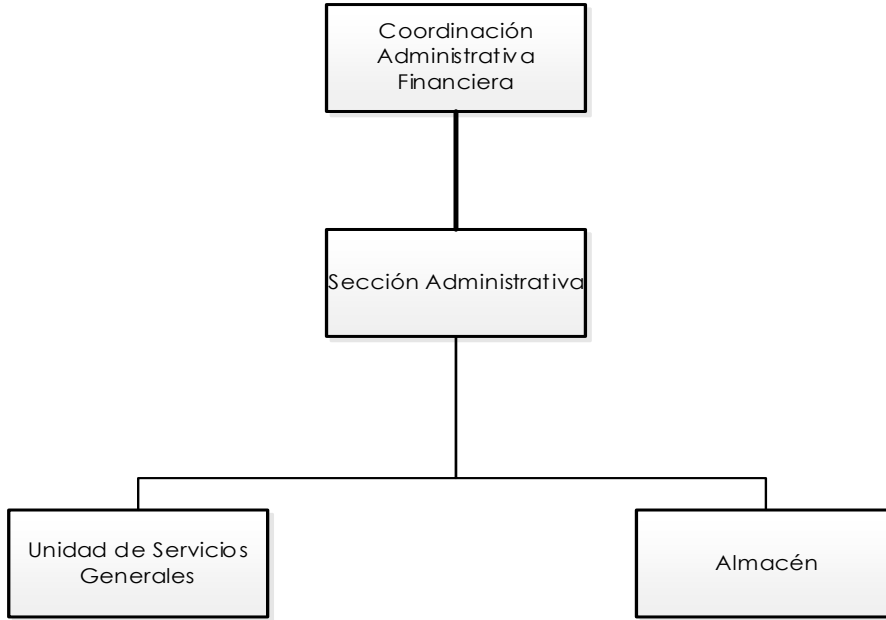 Coordinación
Administrativa
Financiera
Sección Administrativa
Unidad de Servicios
Generales
Almacén